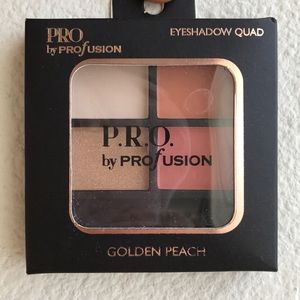 PRO
by PROfUSION
EYESHADOW QUAD
P.R.O.
by PROfUSION
GOLDEN PEACH